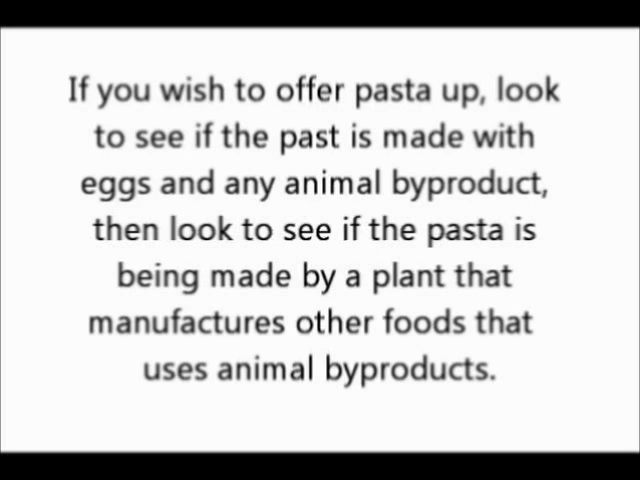 If you wish to offer pasta up, look
to see if the past is made with
eggs and any animal byproduct,
then look to see if the pasta is
being made by a plant that
manufactures other foods that
uses animal byproducts.